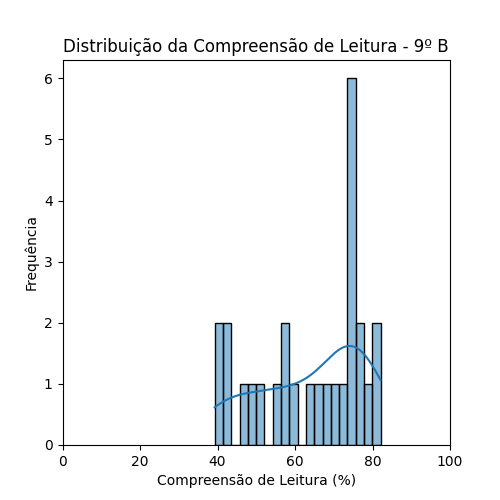 Distribuição da Compreensão de Leitura - 9º B
6
5
4
3
2
1
0
Frequência
0 20 40 60 80 100
Compreensão de Leitura (%)